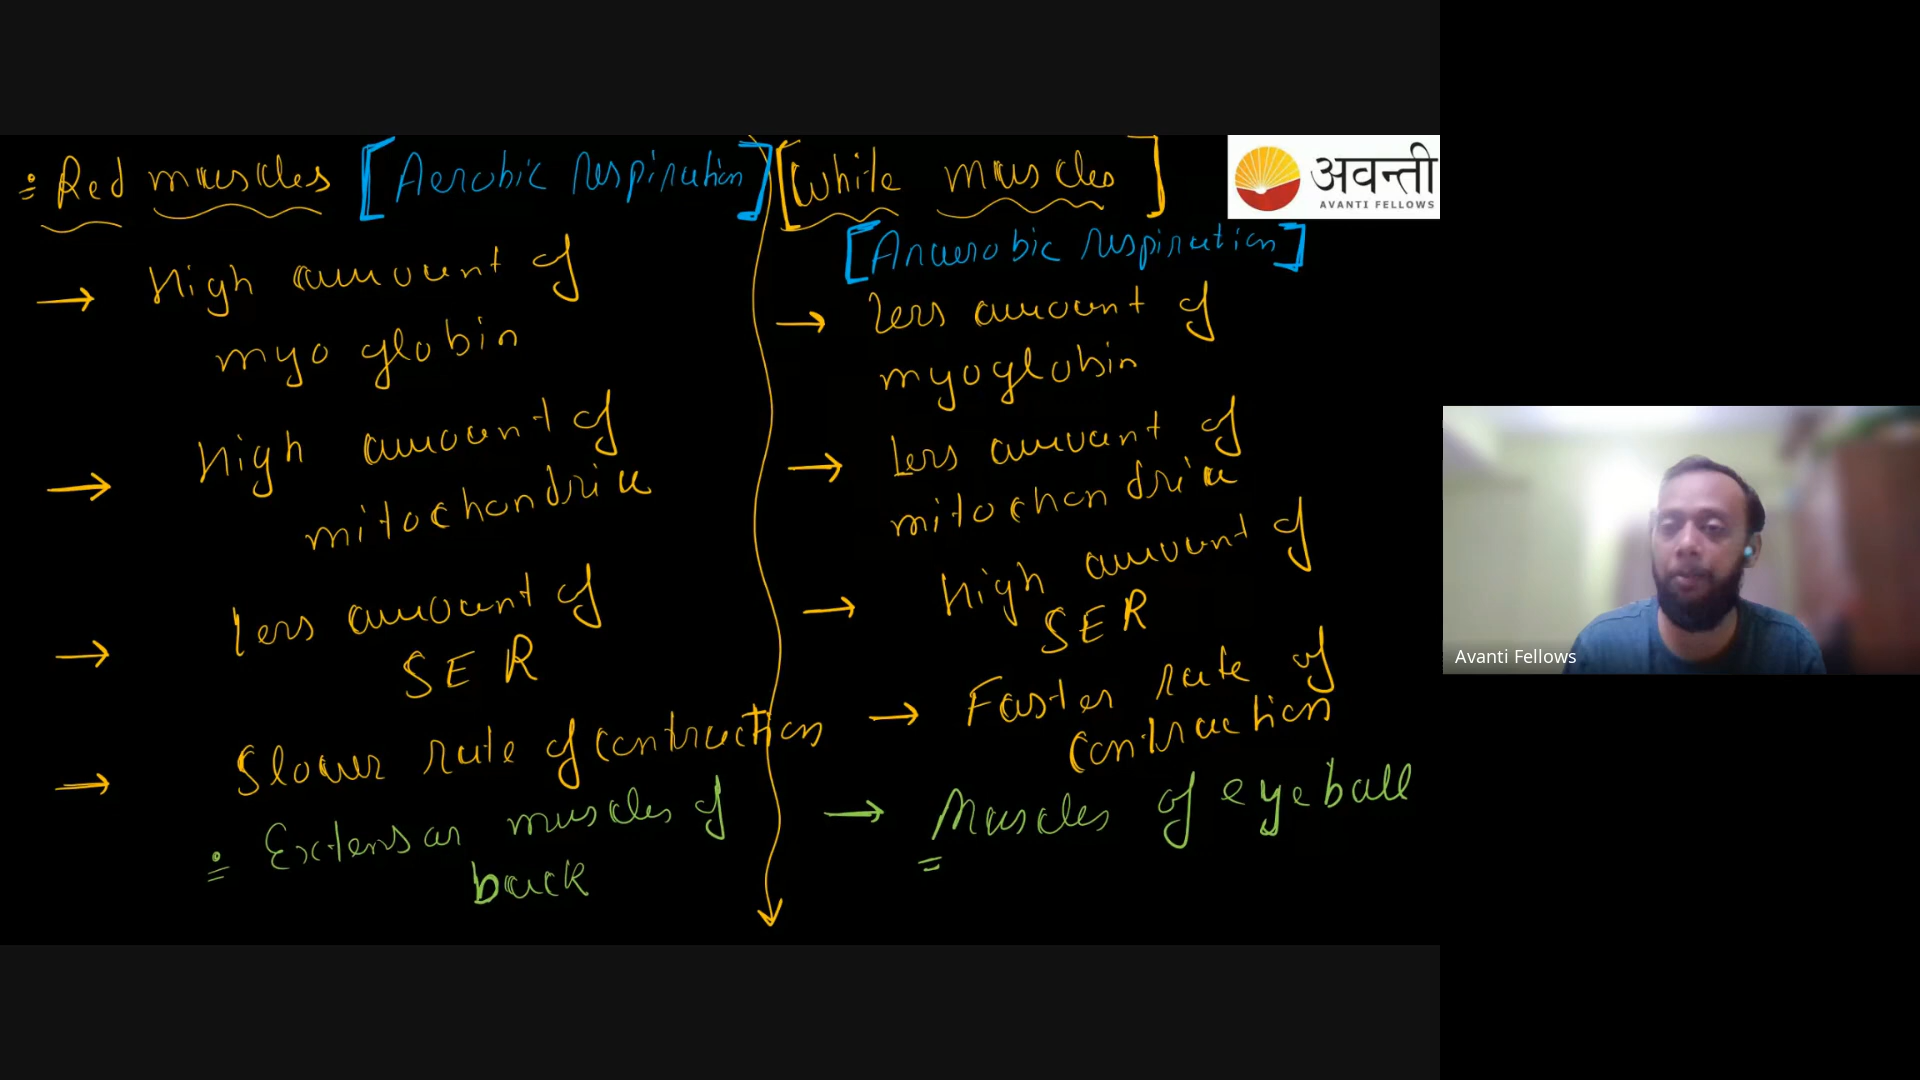 Red muscles [Aerobic respiration]
→ High amount of
myoglobin
→ High amount of
mitochondria
→ less amount of
SER
→ Slower rate of contraction
Extensor muscles of
back
[White muscles]
[Anaerobic respiration]
→ less amount of
myoglobin
→ Less amount of
mitochondria
→ High amount of
SER
→ Faster rate of
Contraction
→ Muscles of eyeball
अवन्ती
AVANTI FELLOWS
Avanti Fellows